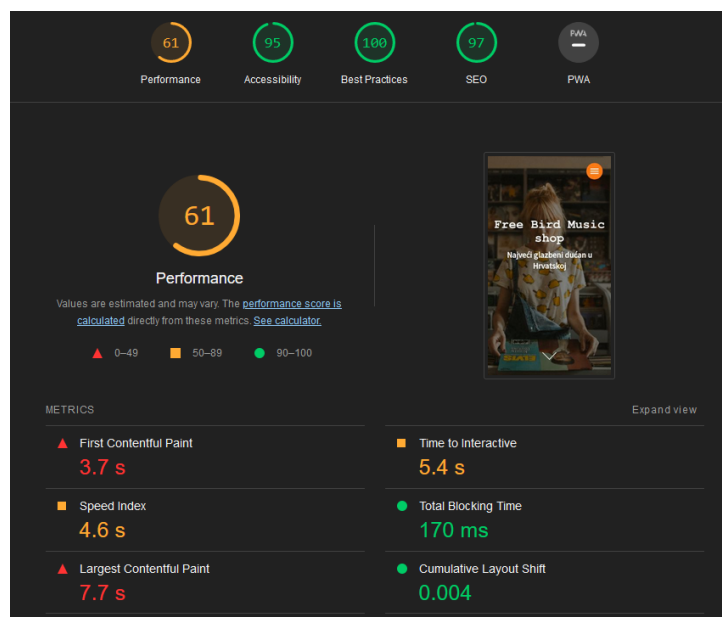 61
95
100
97
PWA
Performance
Accessibility
Best Practices
SEO
PWA
61
Performance
Values are estimated and may vary. The performance score is
calculated directly from these metrics. See calculator.
0–49
50–89
90–100
Free Bird Music
shop
Najveći glazbeni dućan u
Hrvatskoj
METRICS
Expand view
First Contentful Paint
3.7 s
Time to Interactive
5.4 s
Speed Index
4.6 s
Total Blocking Time
170 ms
Largest Contentful Paint
7.7 s
Cumulative Layout Shift
0.004